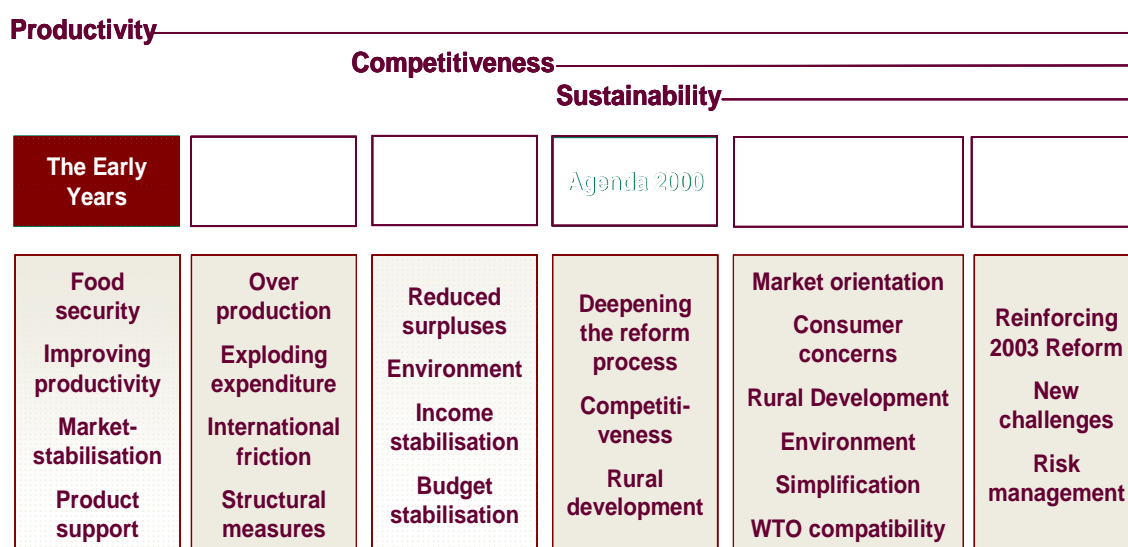 Productivity
Competitiveness
Sustainability
The Early
Years
Agenda 2000
Food
security
Improving
productivity
Market-
stabilisation
Product
support
Over
production
Exploding
expenditure
International
friction
Structural
measures
Reduced
surpluses
Environment
Income
stabilisation
Budget
stabilisation
Deepening
the reform
process
Competiti-
veness
Rural
development
Market orientation
Consumer
concerns
Rural Development
Environment
Simplification
WTO compatibility
Reinforcing
2003 Reform
New
challenges
Risk
management